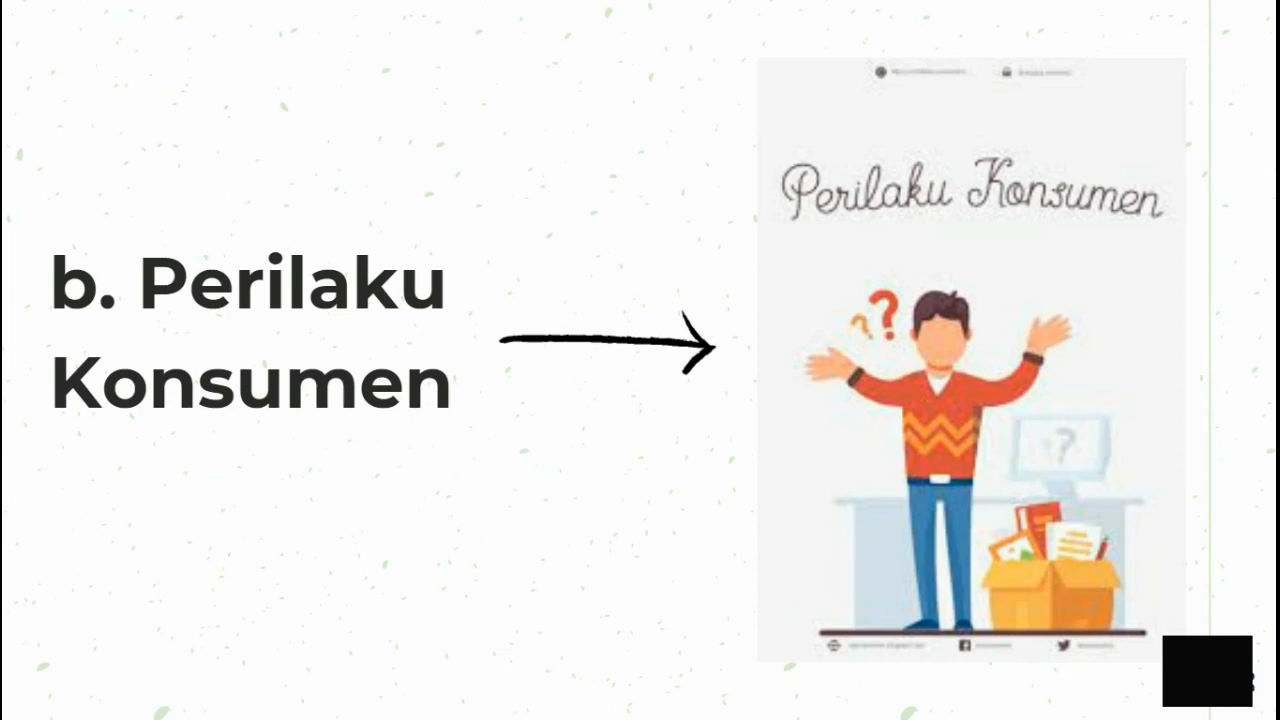 b. Perilaku
Konsumen
Perilaku Konsumen
?
?
?